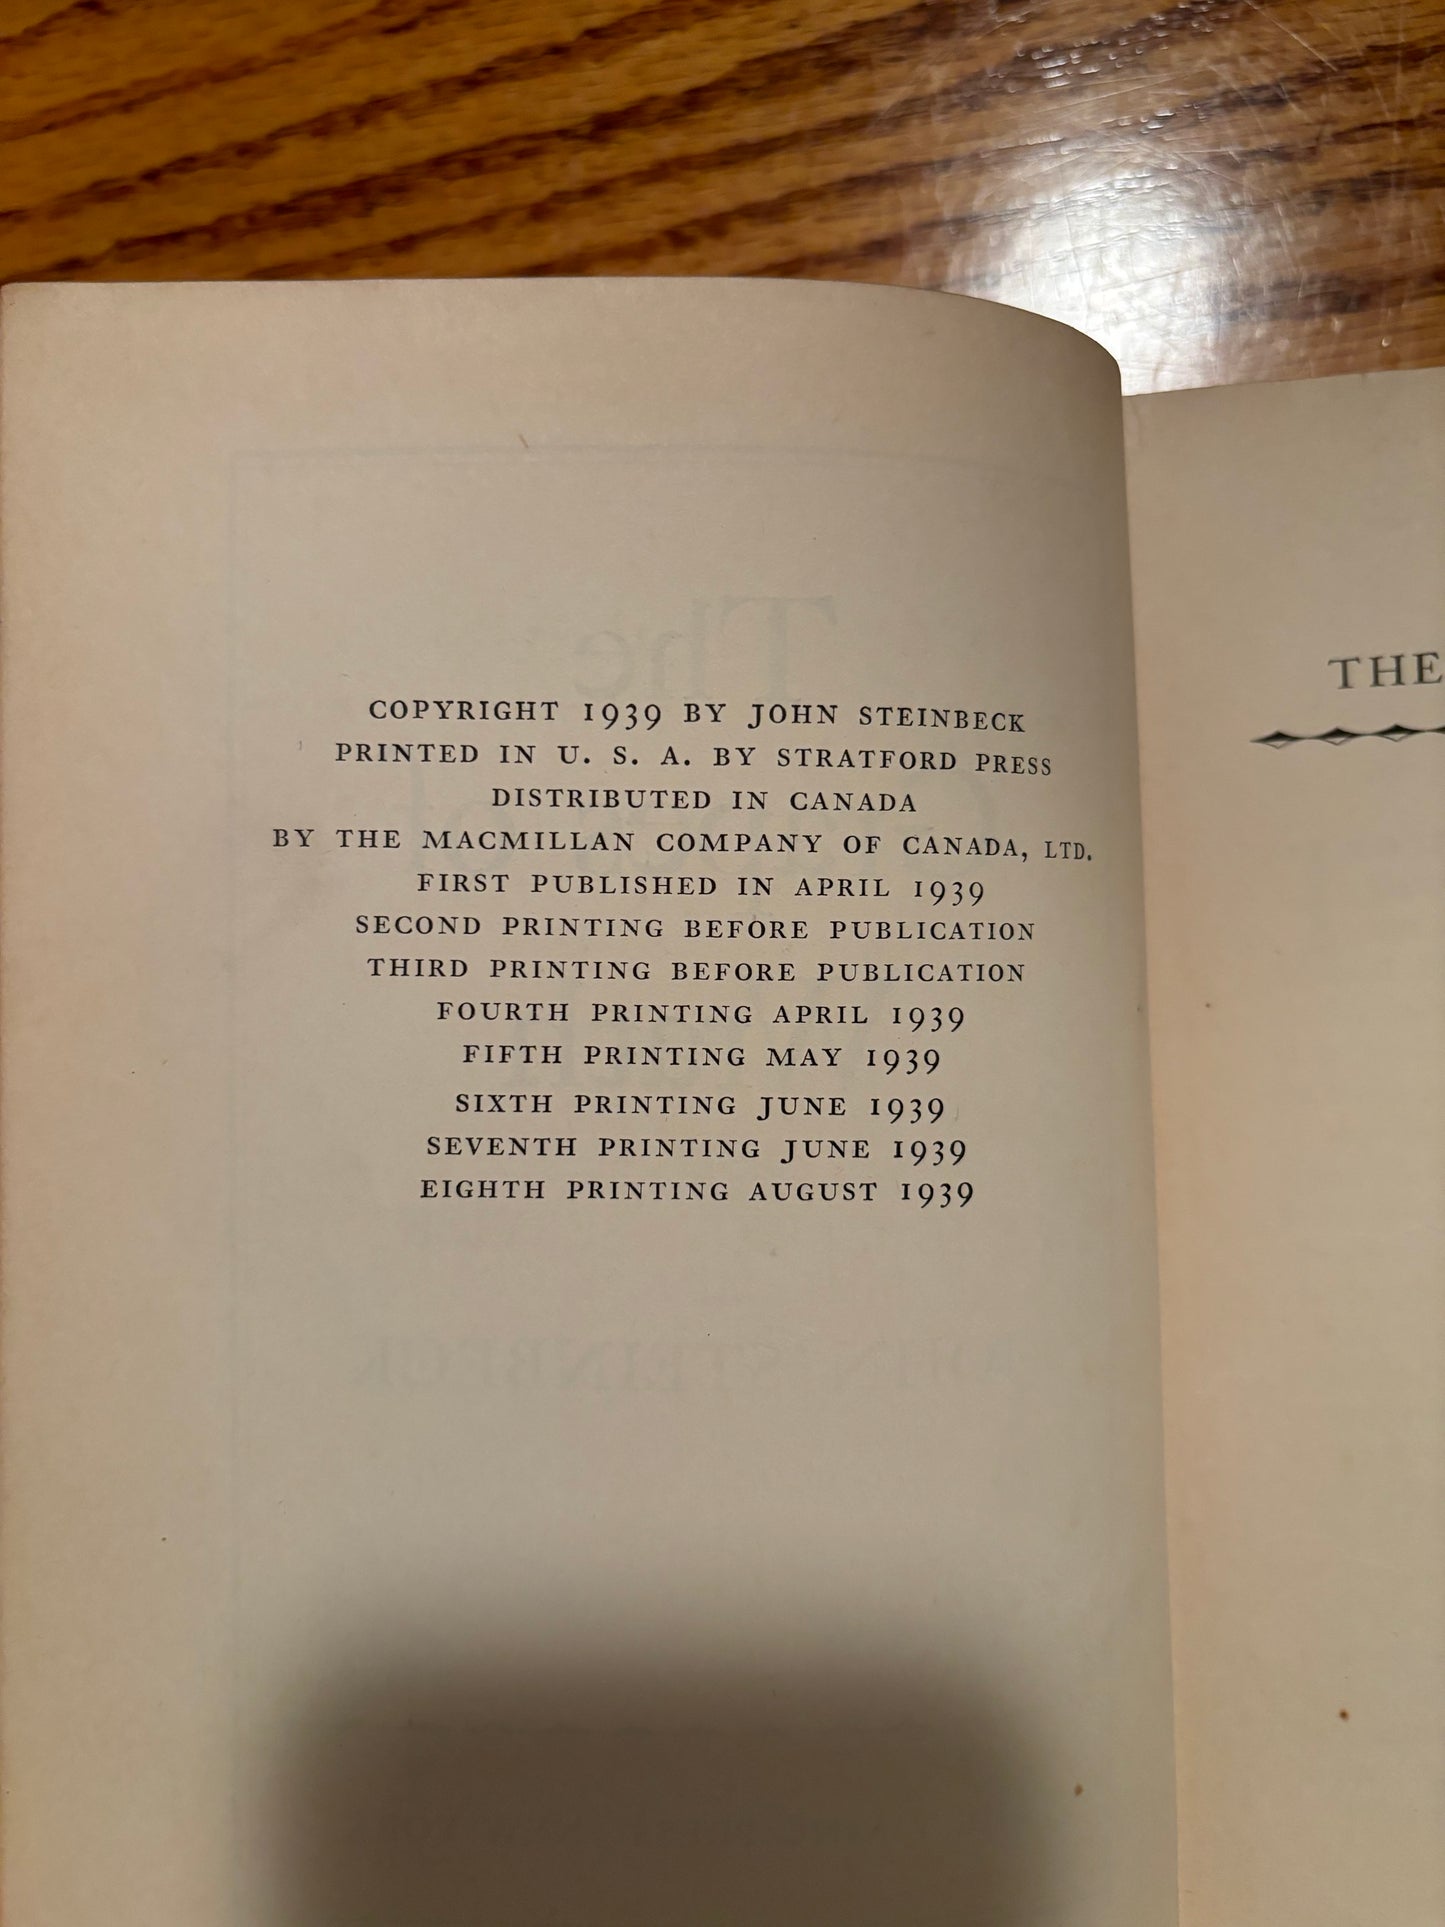 COPYRIGHT 1939 BY JOHN STEINBECK
PRINTED IN U. S. A. BY STRATFORD PRESS
DISTRIBUTED IN CANADA
BY THE MACMILLAN COMPANY OF CANADA, LTD.
FIRST PUBLISHED IN APRIL 1939
SECOND PRINTING BEFORE PUBLICATION
THIRD PRINTING BEFORE PUBLICATION
FOURTH PRINTING APRIL 1939
FIFTH PRINTING MAY 1939
SIXTH PRINTING JUNE 1939
SEVENTH PRINTING JUNE 1939
EIGHTH PRINTING AUGUST 1939
THE